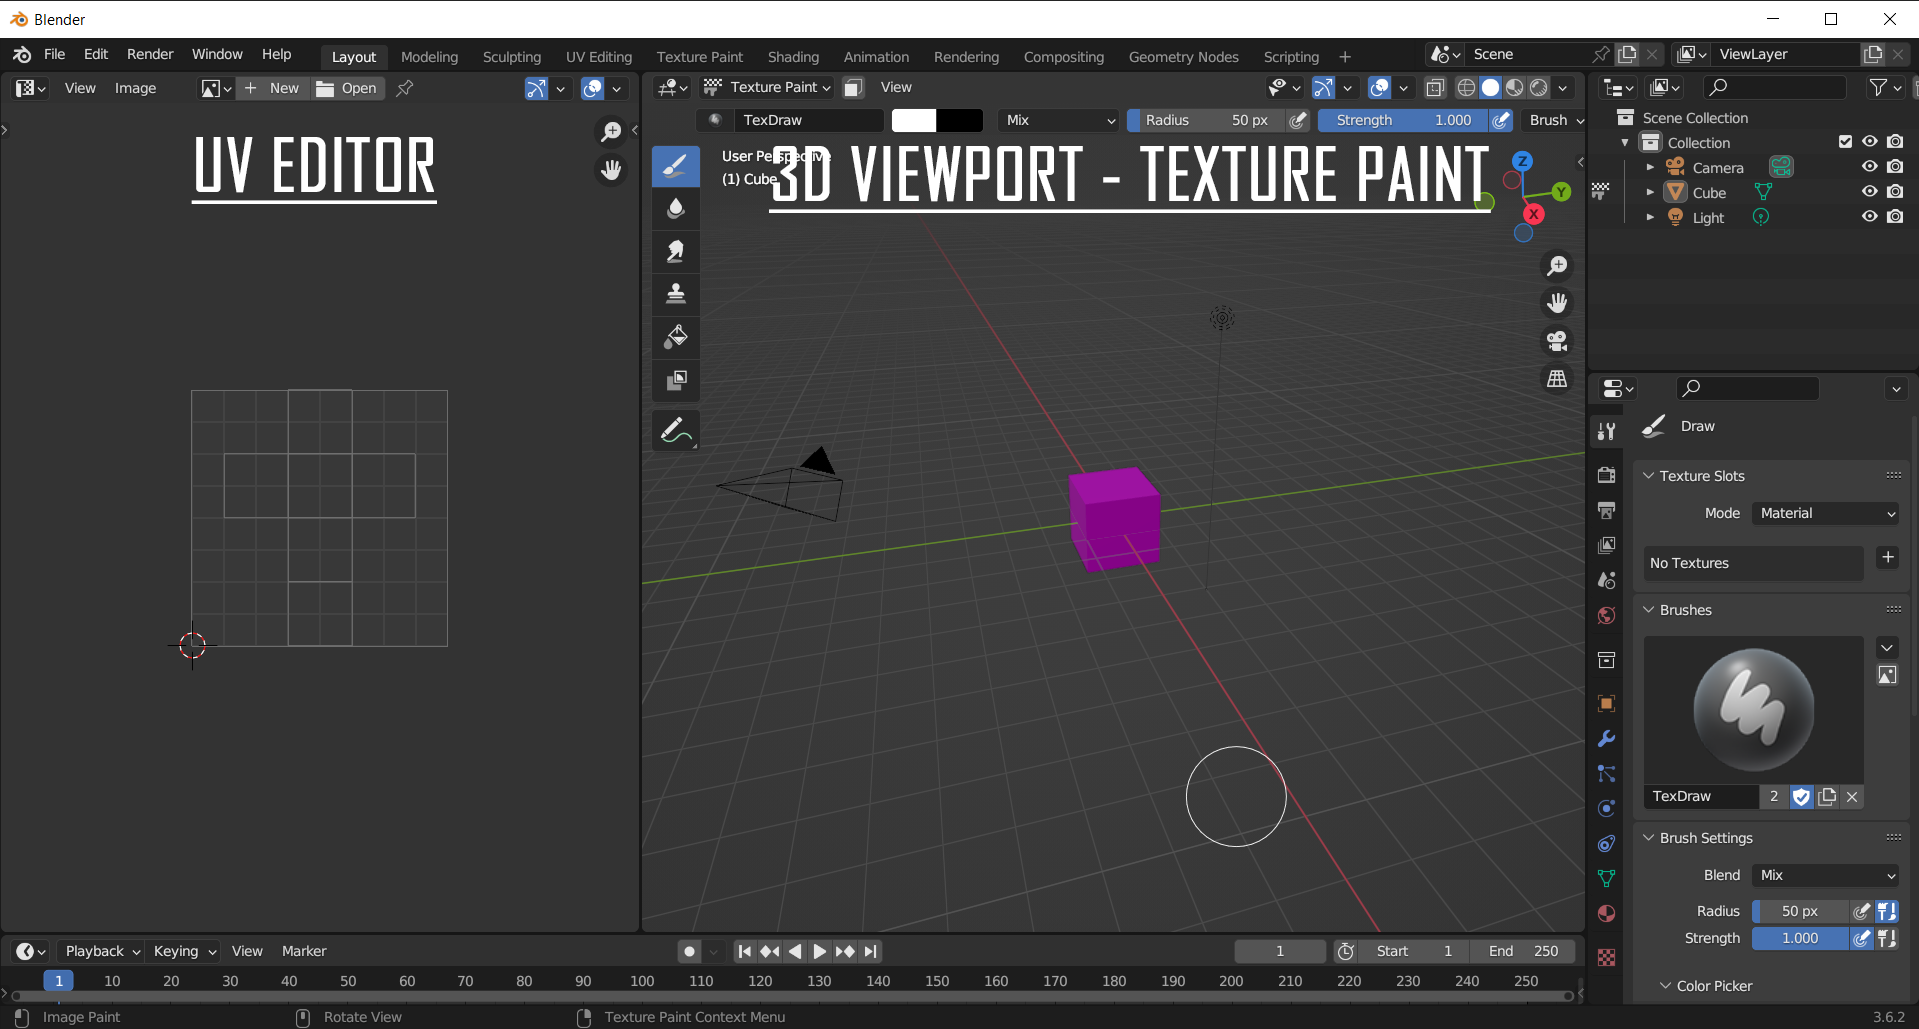 Blender
File Edit Render Window Help Layout Modeling Sculpting UV Editing Texture Paint Shading Animation Rendering Compositing Geometry Nodes Scripting + Scene ViewLayer
View Image + New Open Texture Paint View
TexDraw Mix Radius 50 px Strength 1.000 Brush
UV EDITOR
User Perspective
(1) Cube
3D VIEWPORT - TEXTURE PAINT
Z
Y
X
Scene Collection
Collection
Camera
Cube
Light
Draw
Texture Slots
Mode Material
No Textures +
Brushes
TexDraw 2
Brush Settings
Blend Mix
Radius 50 px
Strength 1.000
Color Picker
Playback Keying View Marker 1 Start 1 End 250
1 10 20 30 40 50 60 70 80 90 100 110 120 130 140 150 160 170 180 190 200 210 220 230 240 250
Image Paint Rotate View Texture Paint Context Menu 3.6.2